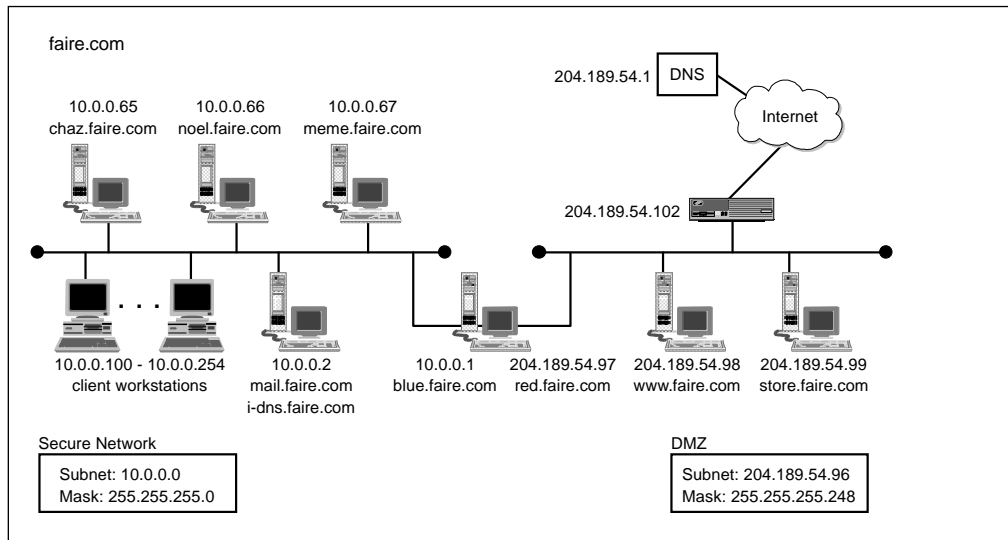 faire.com
204.189.54.1
DNS
Internet
10.0.0.65
chaz.faire.com
10.0.0.66
noel.faire.com
10.0.0.67
meme.faire.com
204.189.54.102
. . .
10.0.0.100 - 10.0.0.254
client workstations
10.0.0.2
mail.faire.com
i-dns.faire.com
10.0.0.1
blue.faire.com
204.189.54.97
red.faire.com
204.189.54.98
www.faire.com
204.189.54.99
store.faire.com
Secure Network
Subnet: 10.0.0.0
Mask: 255.255.255.0
DMZ
Subnet: 204.189.54.96
Mask: 255.255.255.248